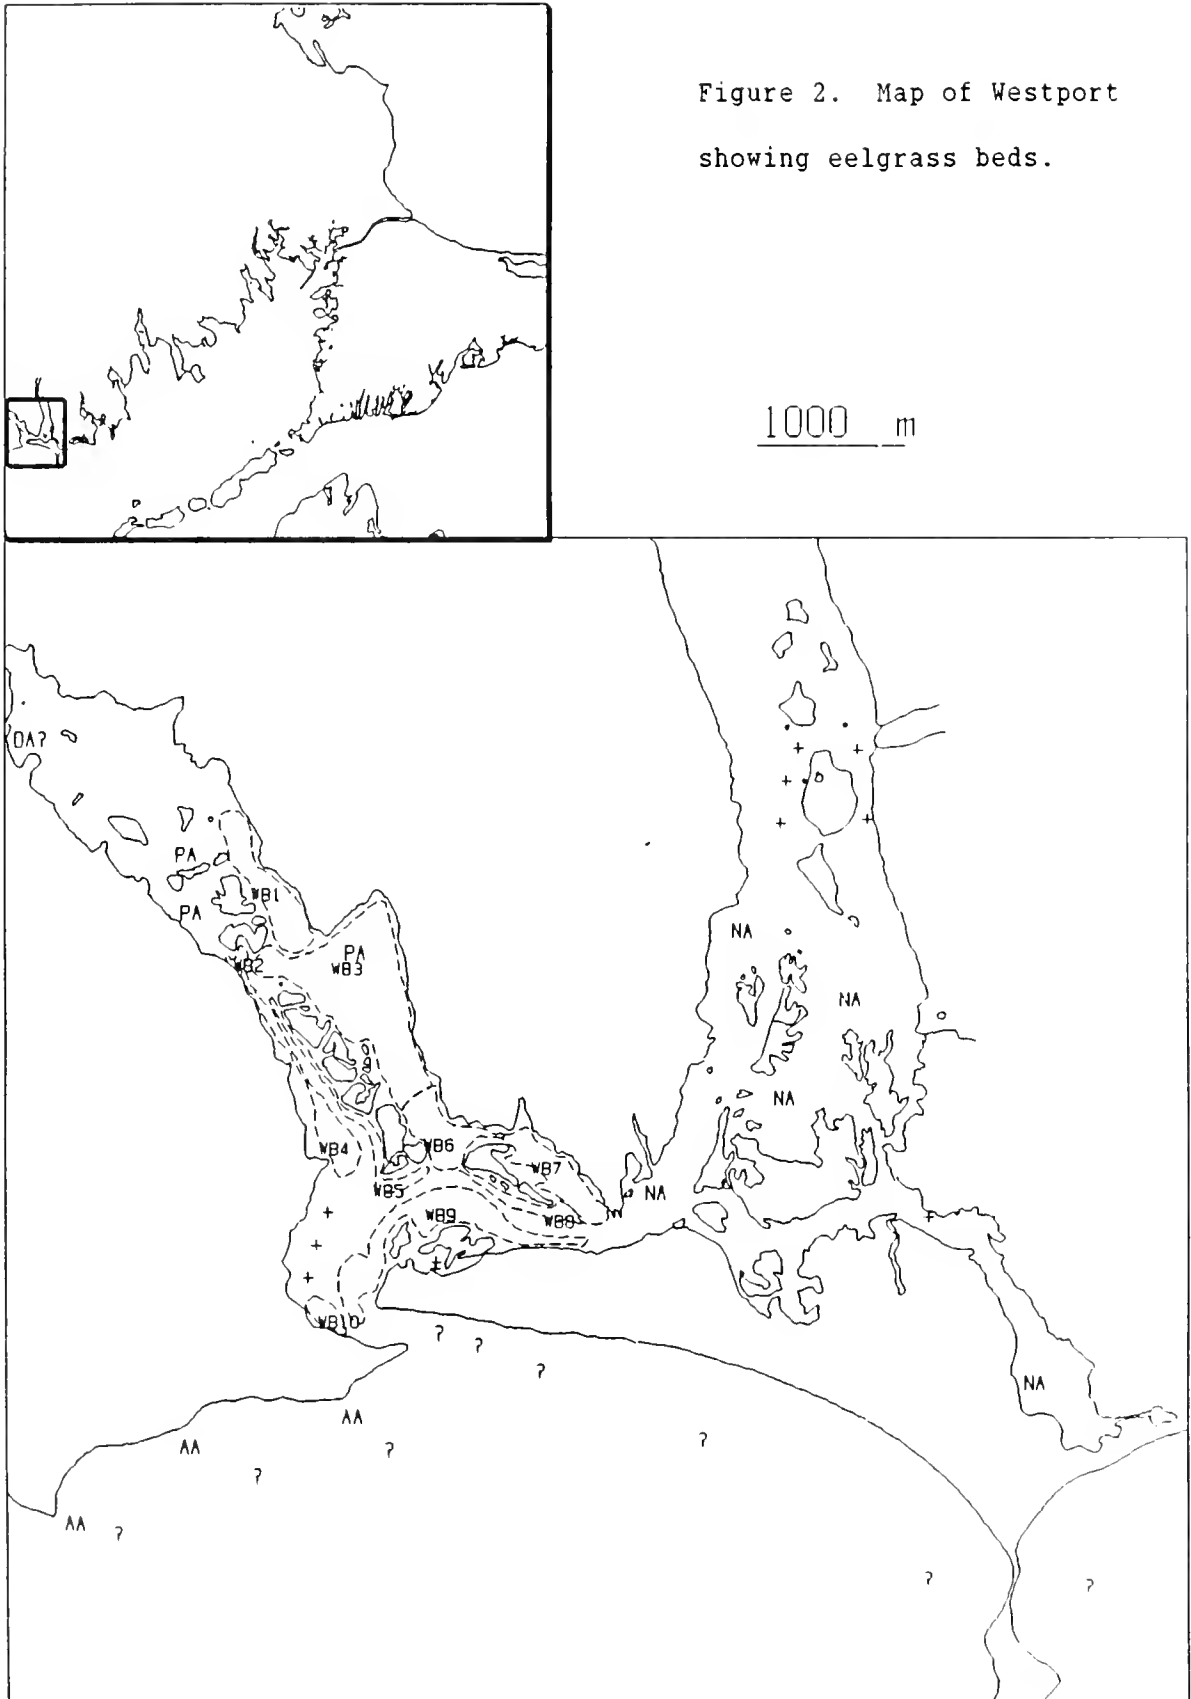 Figure 2. Map of Westport
showing eelgrass beds.
1000 m
DA?
PA
WB1
PA
NA
PA
WB2
WB3
NA
NA
WB4
WB6
WB7
WB5
NA
WB9
WB8
WB10
?
?
?
NA
AA
AA
?
?
?
AA
?
?
?